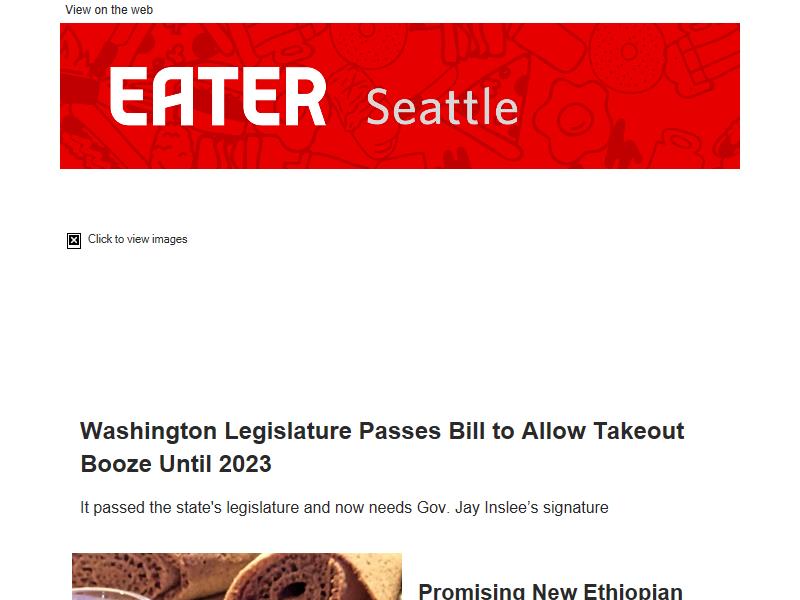 View on the web
EATER Seattle
Click to view images
Washington Legislature Passes Bill to Allow Takeout
Booze Until 2023
It passed the state's legislature and now needs Gov. Jay Inslee’s signature
Promising New Ethiopian